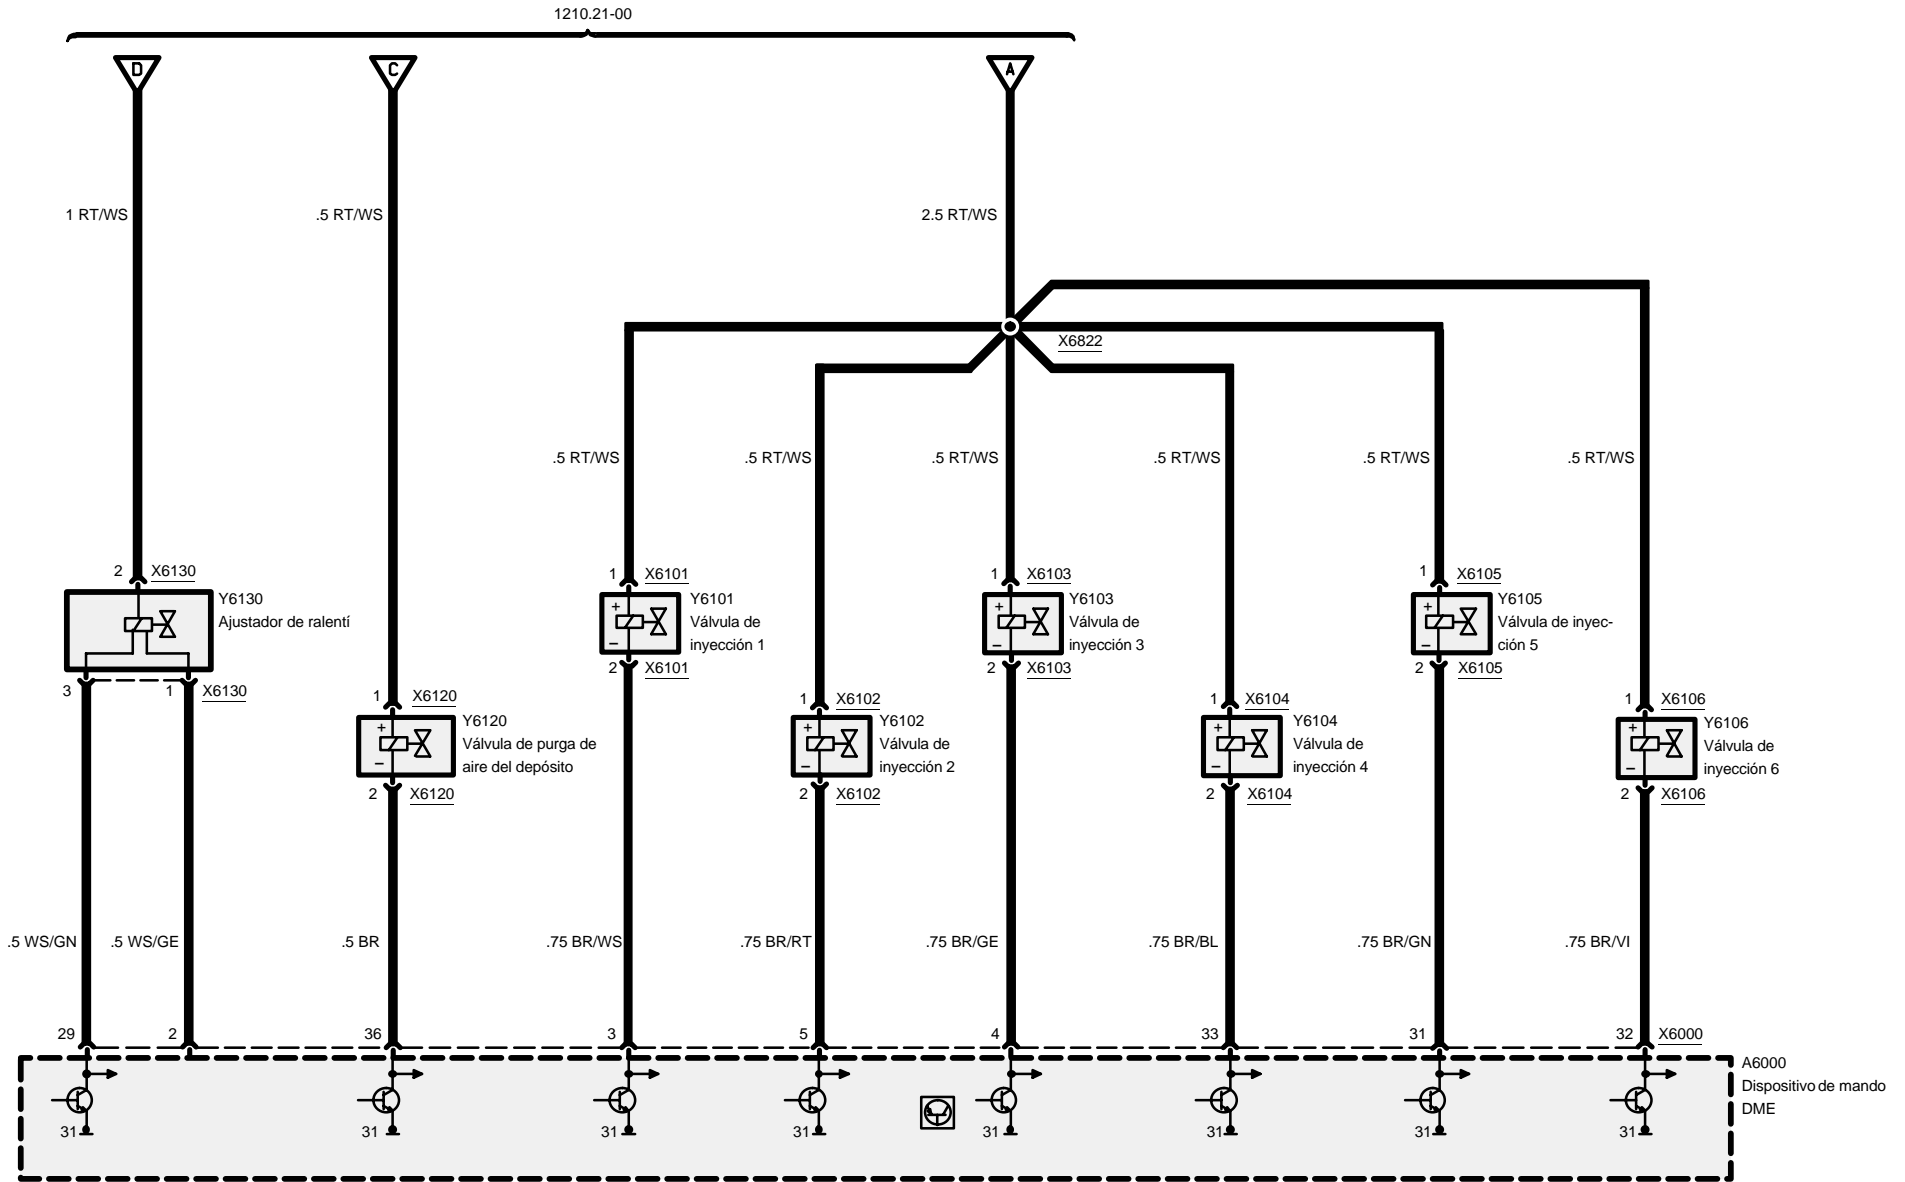 1210.21-00
D
C
A
1 RT/WS
.5 RT/WS
2.5 RT/WS
X6822
.5 RT/WS
.5 RT/WS
.5 RT/WS
.5 RT/WS
.5 RT/WS
.5 RT/WS
2 X6130
Y6130
Ajustador de ralentí
3
1 X6130
1 X6101
Y6101
+
Válvula de
inyección 1
–
2 X6101
1 X6103
Y6103
+
Válvula de
inyección 3
–
2 X6103
1 X6105
Y6105
+
Válvula de inyec-
ción 5
–
2 X6105
1 X6120
Y6120
+
Válvula de purga de
aire del depósito
–
2 X6120
1 X6102
Y6102
+
Válvula de
inyección 2
–
2 X6102
1 X6104
Y6104
+
Válvula de
inyección 4
–
2 X6104
1 X6106
Y6106
+
Válvula de
inyección 6
–
2 X6106
.5 WS/GN
.5 WS/GE
.5 BR
.75 BR/WS
.75 BR/RT
.75 BR/GE
.75 BR/BL
.75 BR/GN
.75 BR/VI
29
2
36
3
5
4
33
31
32 X6000
A6000
Dispositivo de mando
DME
31
31
31
31
31
31
31
31